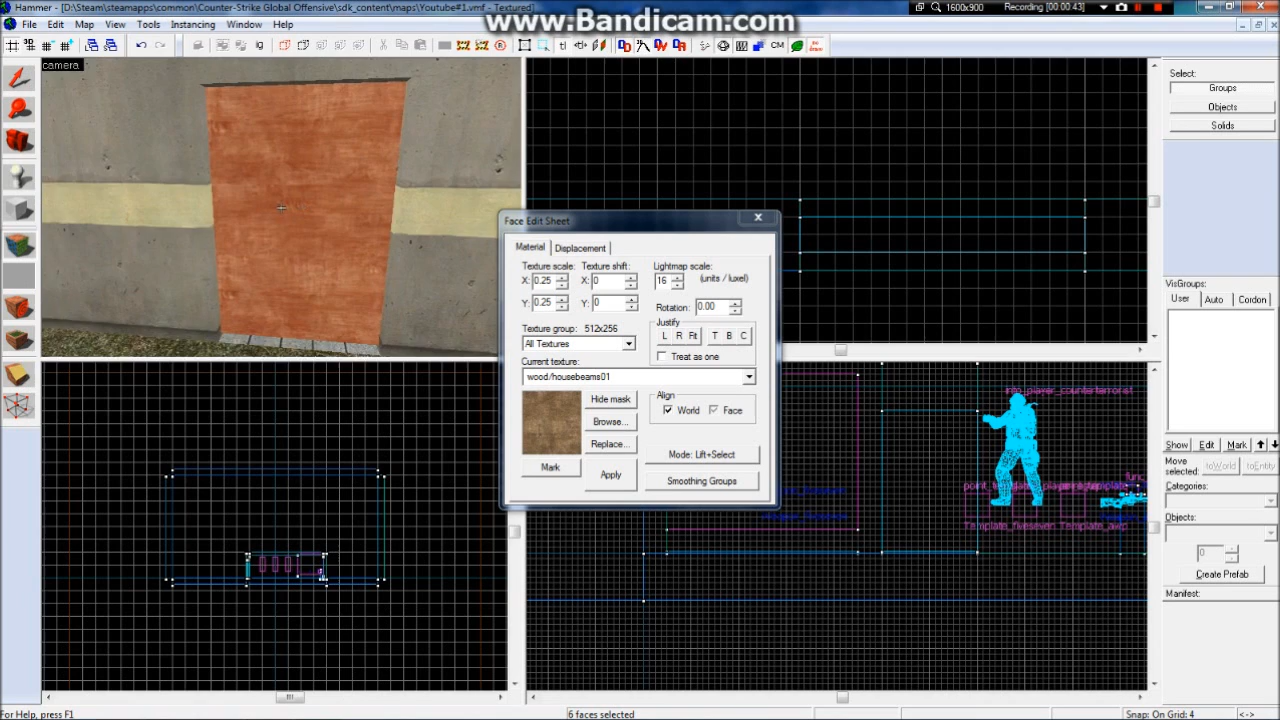 Hammer - [D:\Steam\steamapps\common\Counter-Strike Global Offensive\sdk_content\maps\Youtube#1.vmf - Textured]
www.Bandicam.com
1600x900
Recording [00:00:43]
File Edit Map View Tools Instancing Window Help
camera
Face Edit Sheet
Material Displacement
Texture scale: Texture shift: Lightmap scale:
X: 0.25 X: 0 16 (units / luxel)
Y: 0.25 Y: 0 Rotation: 0.00
Texture group: 512x256
Justify
L R Fit T B C
All Textures
Treat as one
Current texture:
wood/housebeams01
Hide mask
Align
World Face
Browse...
Replace...
Mode: Lift+Select
Mark
Apply
Smoothing Groups
info_player_counterterrorist
Template_fiveseven Template_awp
Select:
Groups
Objects
Solids
VisGroups:
User Auto Cordon
Show Edit Mark
Move selected:
toWorld toEntity
Categories:
Objects:
0
Create Prefab
Manifest:
For Help, press F1
6 faces selected
Snap: On Grid: 4
<->